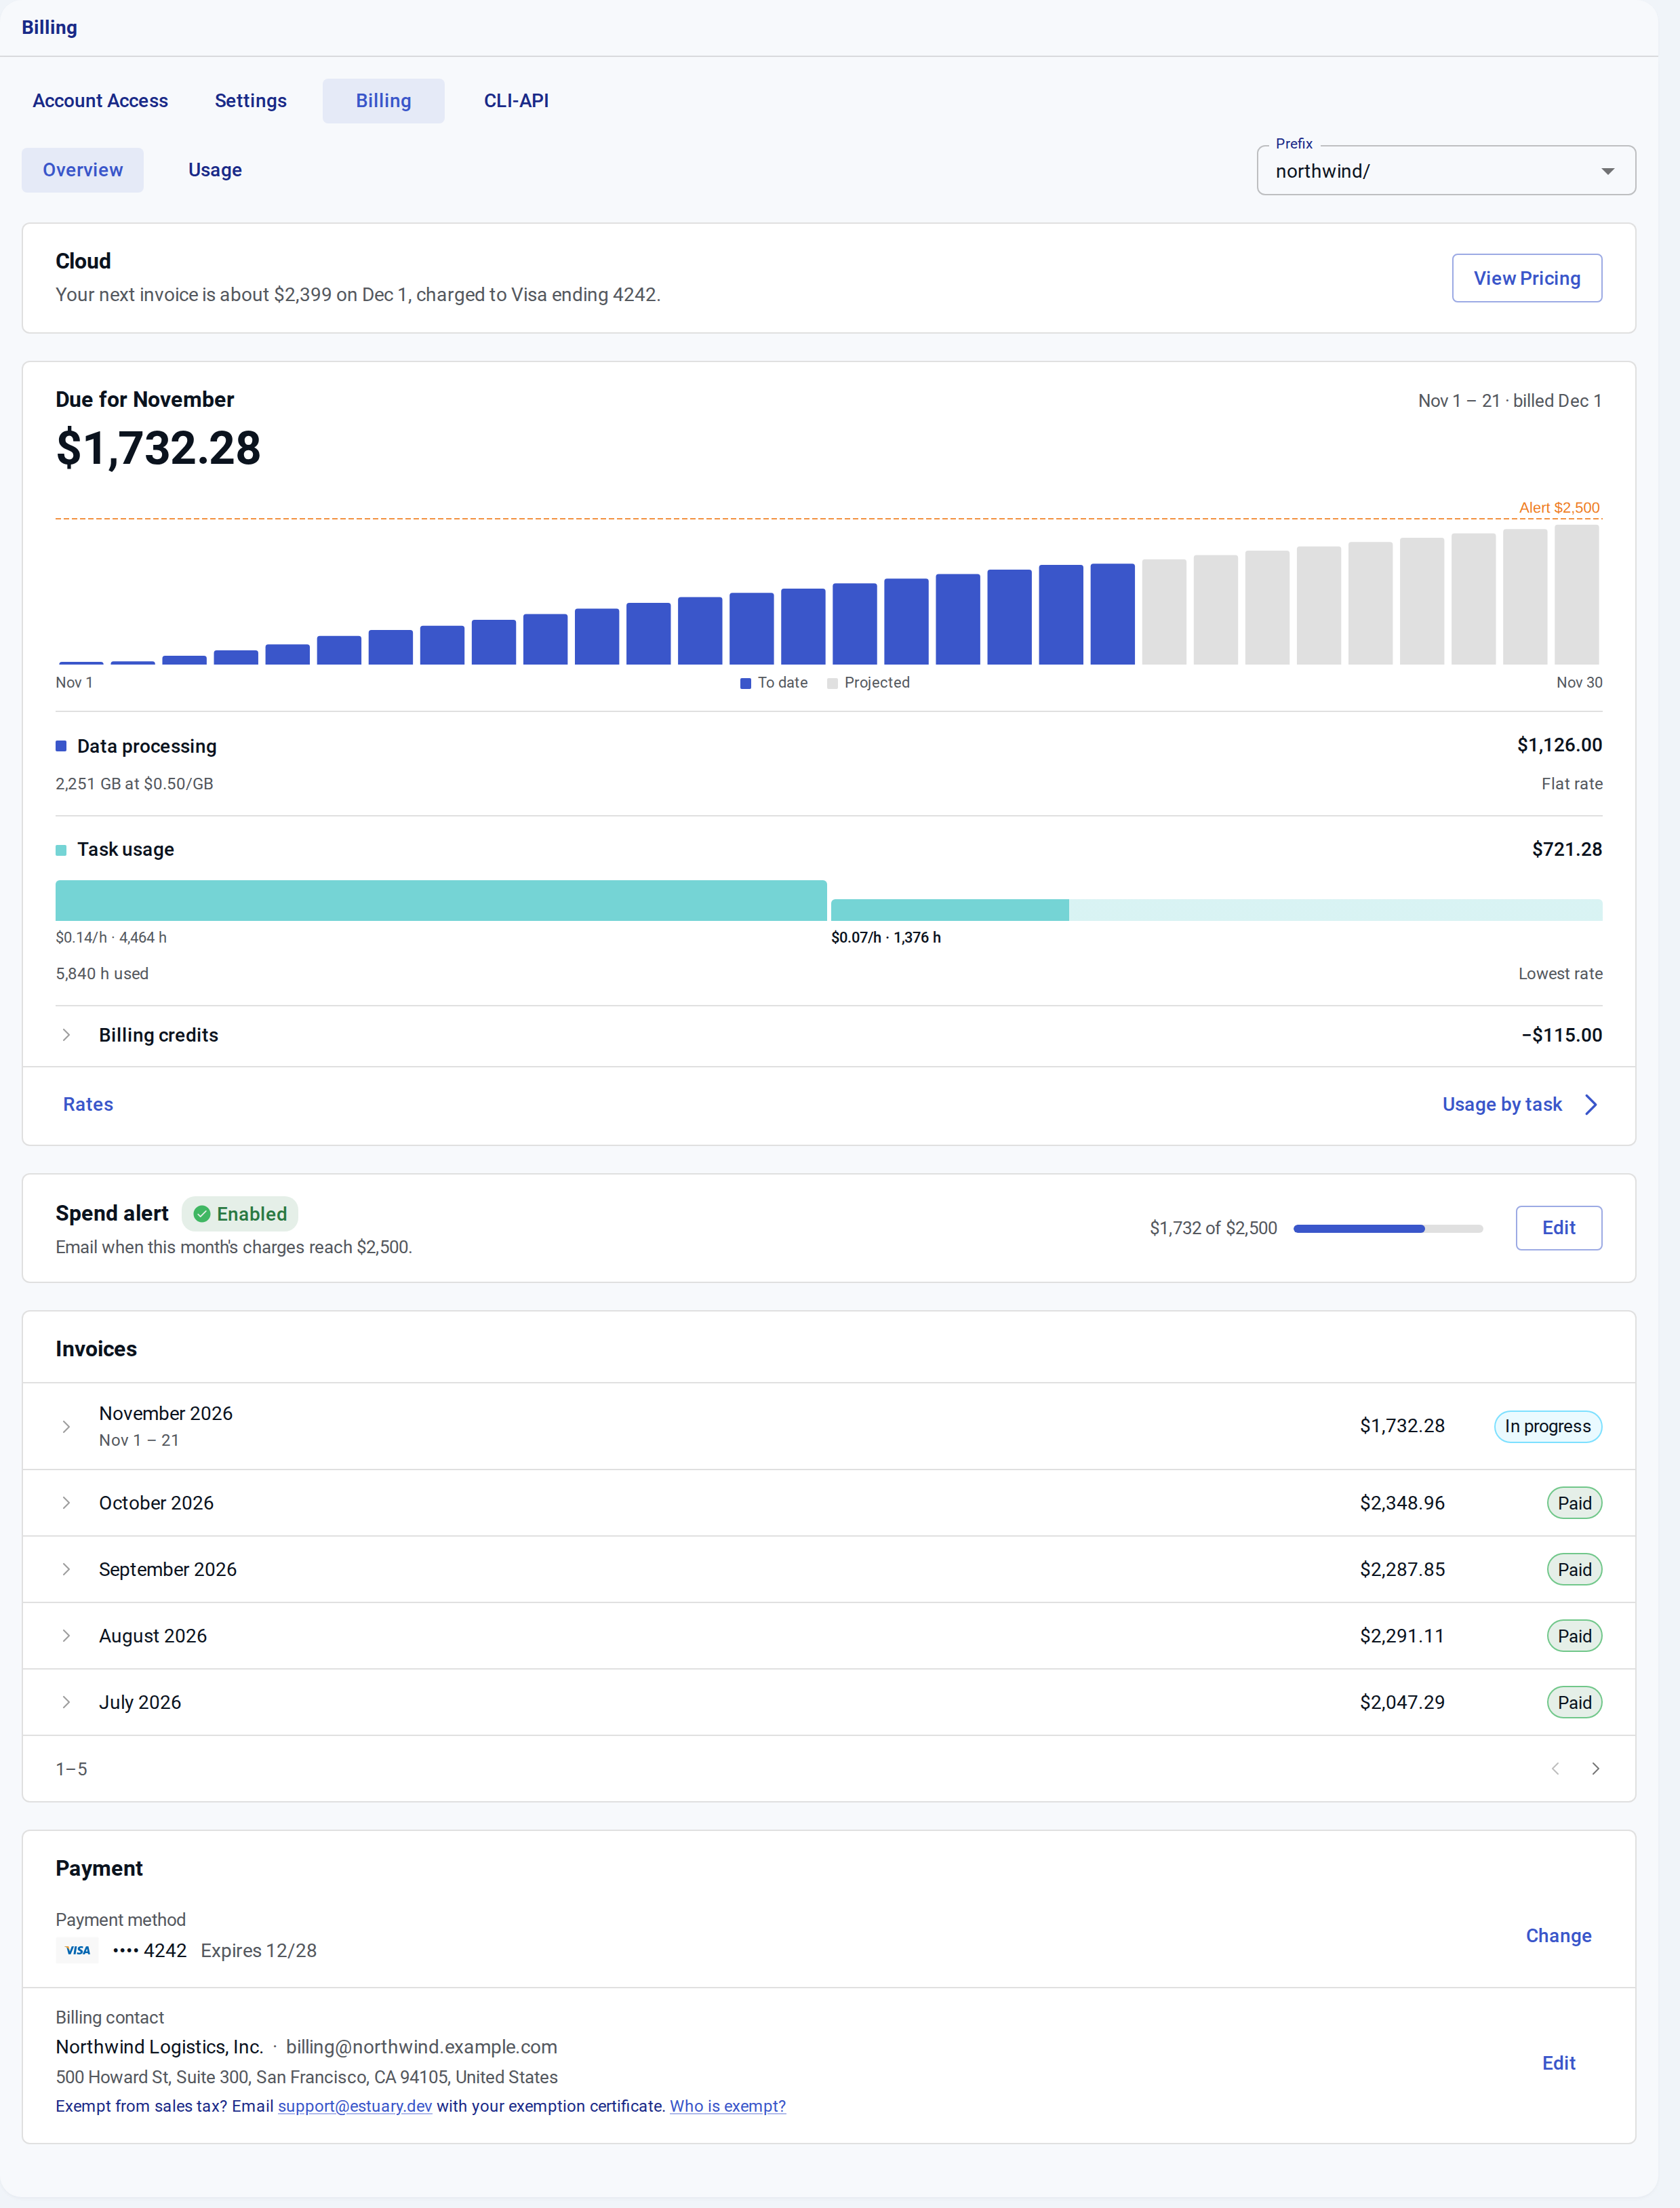 Billing
Account Access Settings Billing CLI-API
Overview Usage
Prefix
northwind/
Cloud
Your next invoice is about $2,399 on Dec 1, charged to Visa ending 4242.
View Pricing
Due for November
Nov 1 – 21 · billed Dec 1
$1,732.28
Alert $2,500
Nov 1 To date Projected Nov 30
Data processing $1,126.00
2,251 GB at $0.50/GB Flat rate
Task usage $721.28
$0.14/h · 4,464 h $0.07/h · 1,376 h
5,840 h used Lowest rate
Billing credits −$115.00
Rates Usage by task
Spend alert Enabled
Email when this month's charges reach $2,500.
$1,732 of $2,500 Edit
Invoices
November 2026
Nov 1 – 21
$1,732.28 In progress
October 2026 $2,348.96 Paid
September 2026 $2,287.85 Paid
August 2026 $2,291.11 Paid
July 2026 $2,047.29 Paid
1–5
Payment
Payment method
VISA •••• 4242 Expires 12/28
Change
Billing contact
Northwind Logistics, Inc. · billing@northwind.example.com
500 Howard St, Suite 300, San Francisco, CA 94105, United States
Edit
Exempt from sales tax? Email support@estuary.dev with your exemption certificate. Who is exempt?